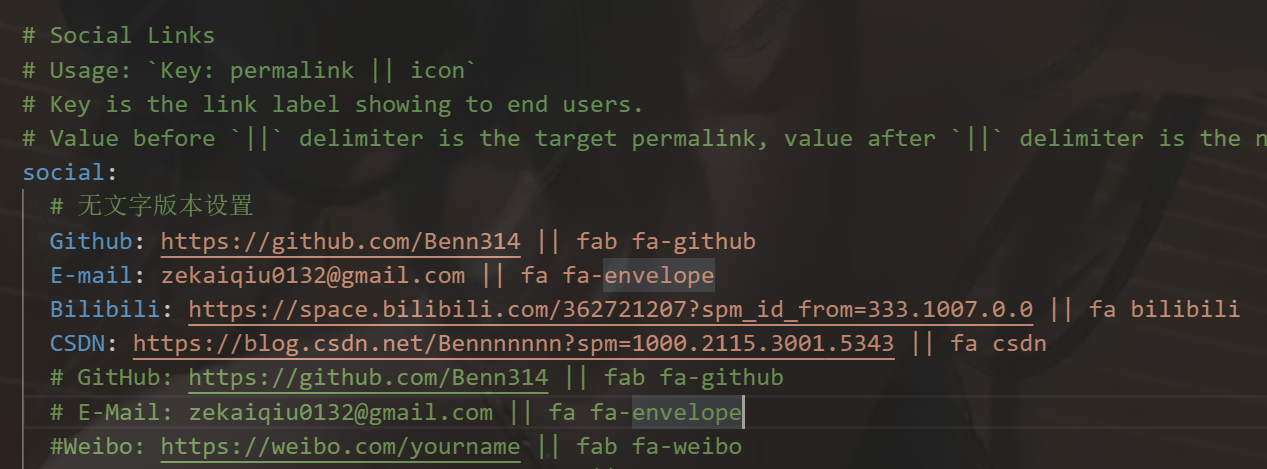 # Social Links
# Usage: `Key: permalink || icon`
# Key is the link label showing to end users.
# Value before `||` delimiter is the target permalink, value after `||` delimiter is the n
social:
# 无文字版本设置
Github: https://github.com/Benn314 || fab fa-github
E-mail: zekaiqiu0132@gmail.com || fa fa-envelope
Bilibili: https://space.bilibili.com/362721207?spm_id_from=333.1007.0.0 || fa bilibili
CSDN: https://blog.csdn.net/Bennnnnnn?spm=1000.2115.3001.5343 || fa csdn
# GitHub: https://github.com/Benn314 || fab fa-github
# E-Mail: zekaiqiu0132@gmail.com || fa fa-envelope
#Weibo: https://weibo.com/yourname || fab fa-weibo